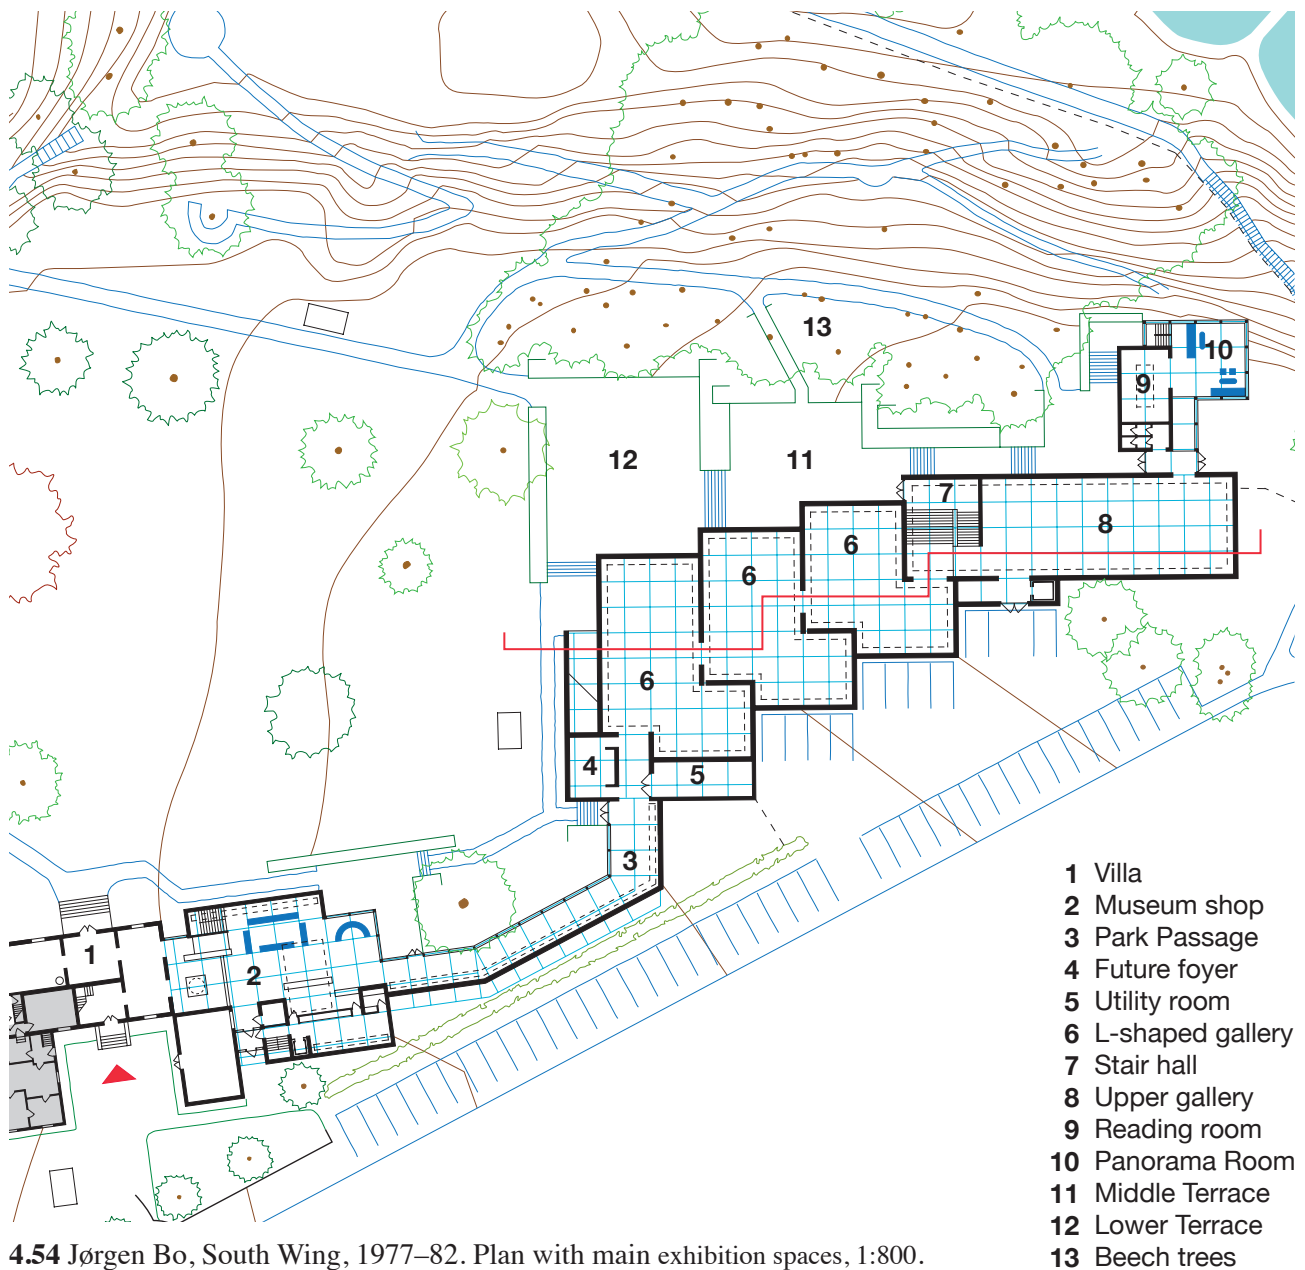 13
10
9
12
11
7
8
6
6
6
4
5
3
1
2
1 Villa
2 Museum shop
3 Park Passage
4 Future foyer
5 Utility room
6 L-shaped gallery
7 Stair hall
8 Upper gallery
9 Reading room
10 Panorama Room
11 Middle Terrace
12 Lower Terrace
13 Beech trees
4.54 Jørgen Bo, South Wing, 1977–82. Plan with main exhibition spaces, 1:800.